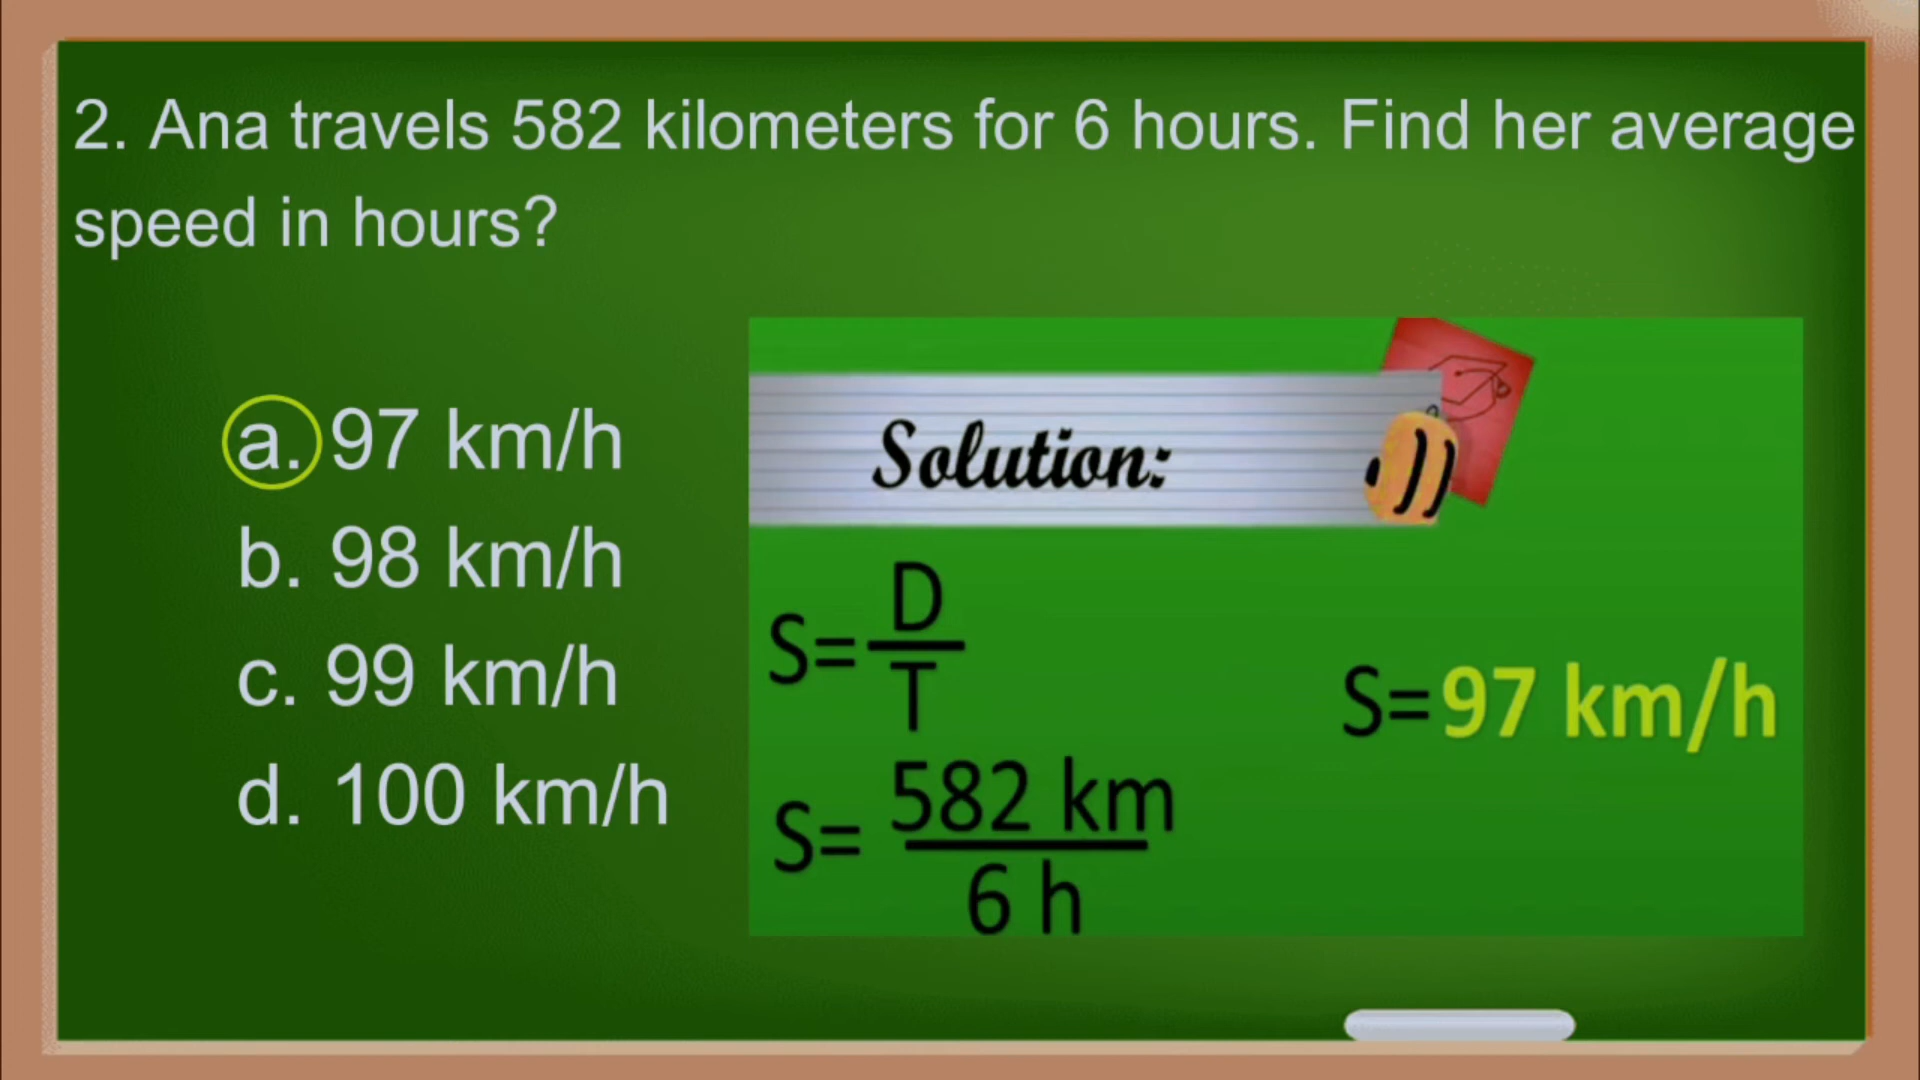 2. Ana travels 582 kilometers for 6 hours. Find her average
speed in hours?
a. 97 km/h
b. 98 km/h
c. 99 km/h
d. 100 km/h
Solution:
S=D/T
S=582 km/6 h
S=97 km/h